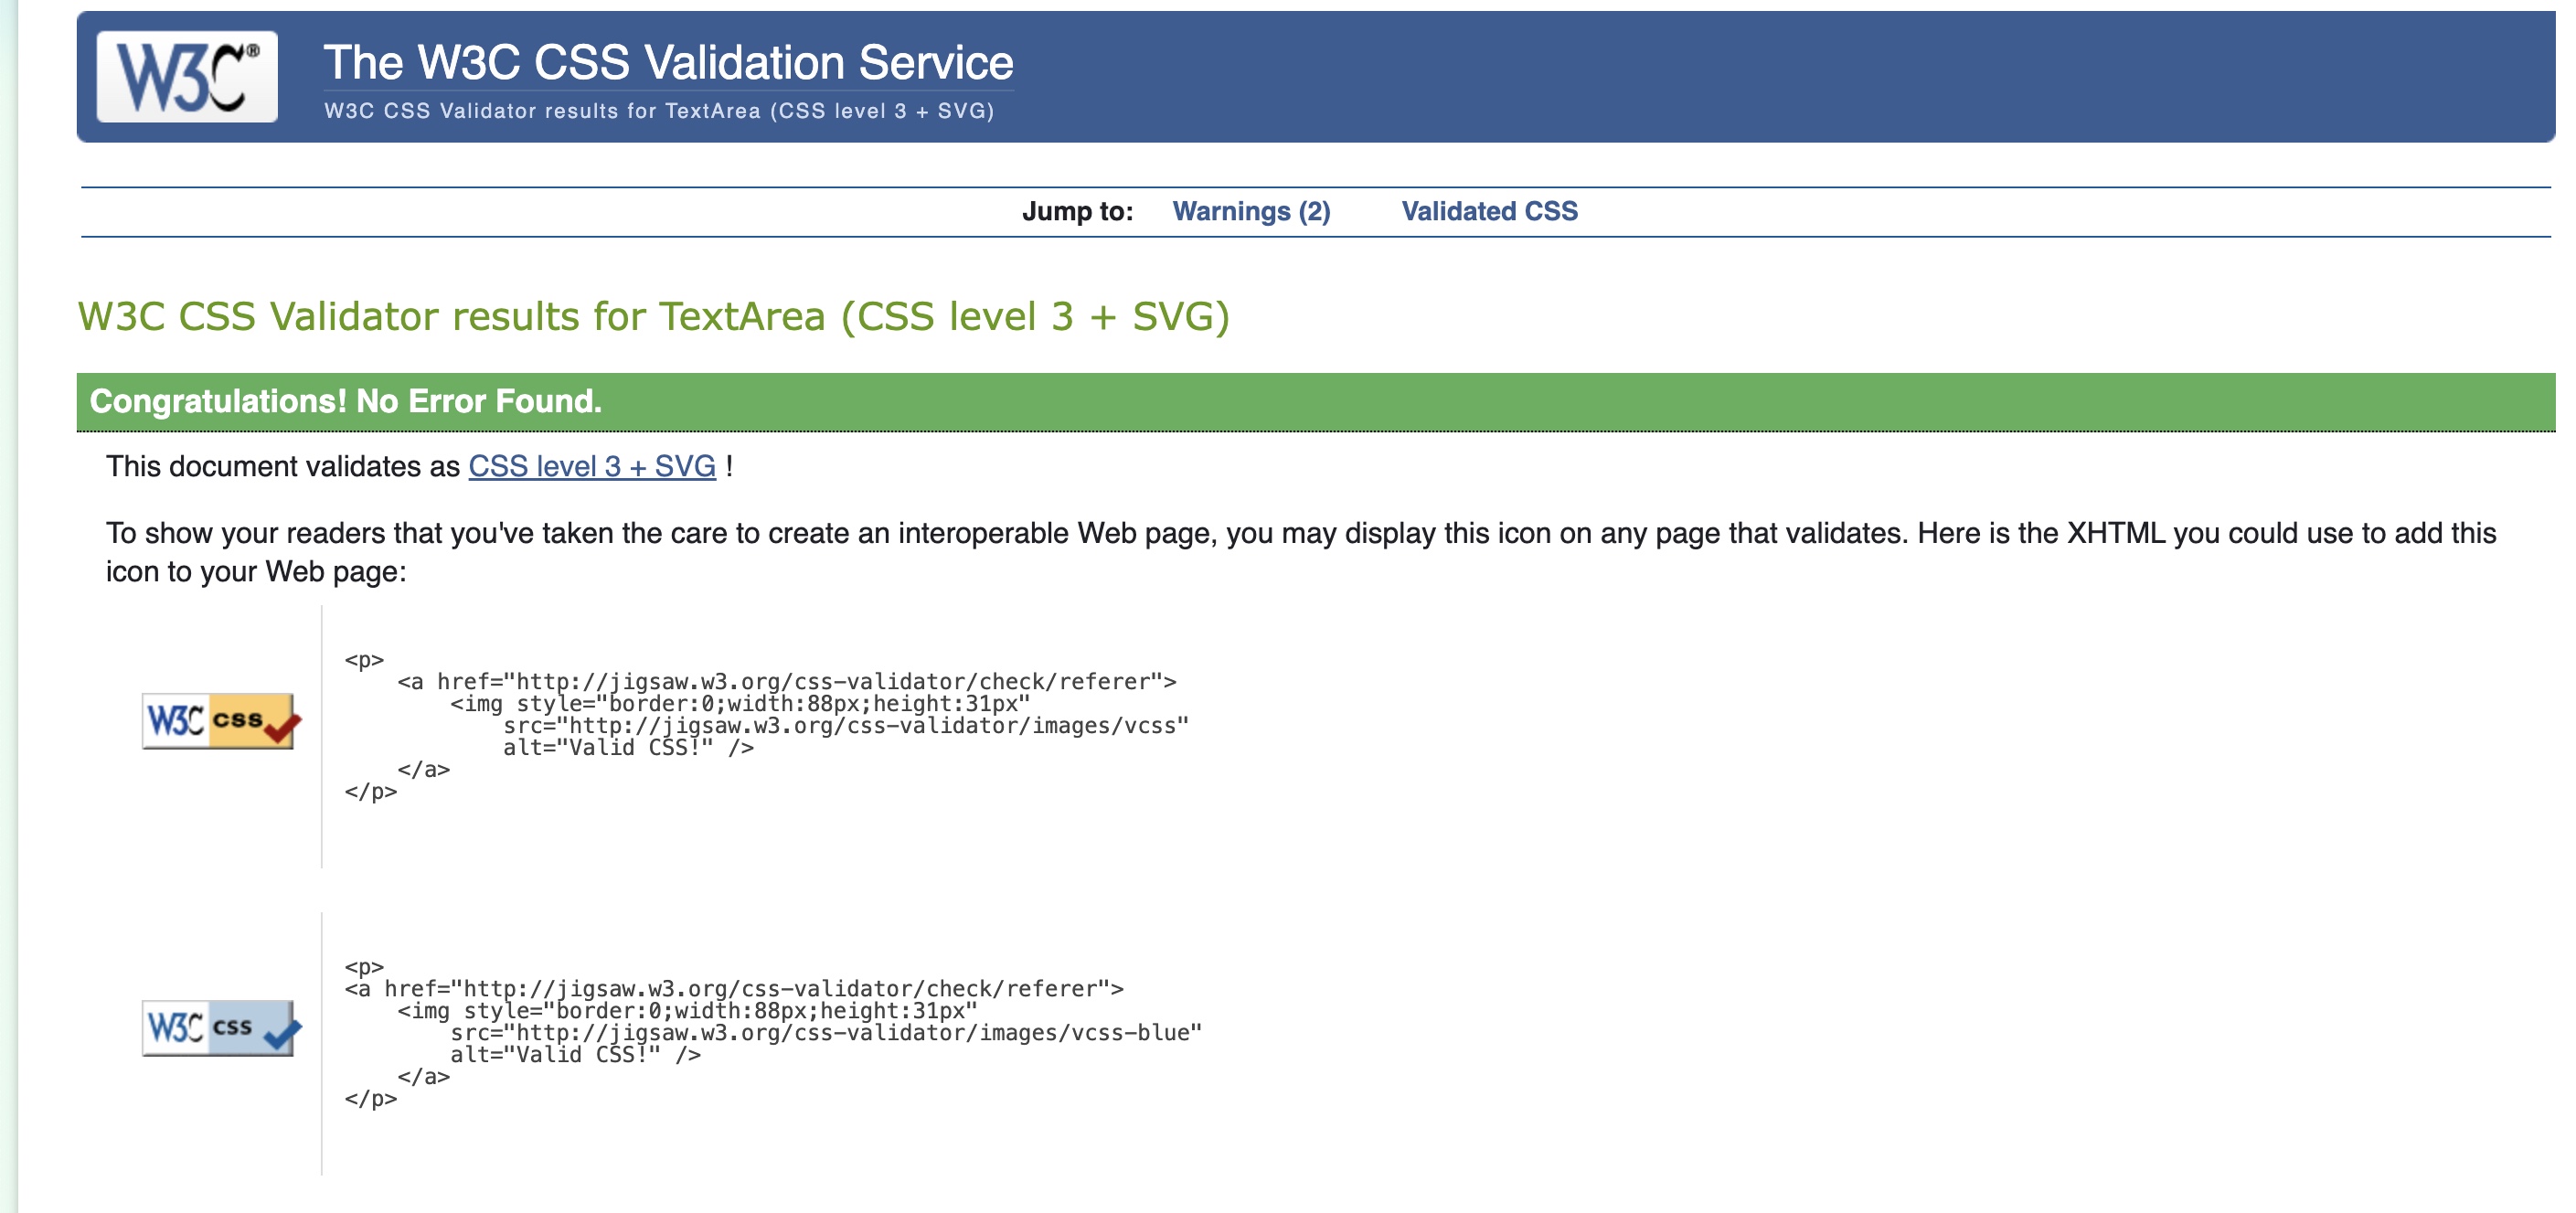 W3C®
The W3C CSS Validation Service
W3C CSS Validator results for TextArea (CSS level 3 + SVG)
Jump to: Warnings (2) Validated CSS
W3C CSS Validator results for TextArea (CSS level 3 + SVG)
Congratulations! No Error Found.
This document validates as CSS level 3 + SVG !
To show your readers that you've taken the care to create an interoperable Web page, you may display this icon on any page that validates. Here is the XHTML you could use to add this
icon to your Web page:
<p>
    <a href="http://jigsaw.w3.org/css-validator/check/referer">
        <img style="border:0;width:88px;height:31px"
            src="http://jigsaw.w3.org/css-validator/images/vcss"
            alt="Valid CSS!" />
    </a>
</p>
W3C css
<p>
<a href="http://jigsaw.w3.org/css-validator/check/referer">
    <img style="border:0;width:88px;height:31px"
        src="http://jigsaw.w3.org/css-validator/images/vcss-blue"
        alt="Valid CSS!" />
    </a>
</p>
W3C css